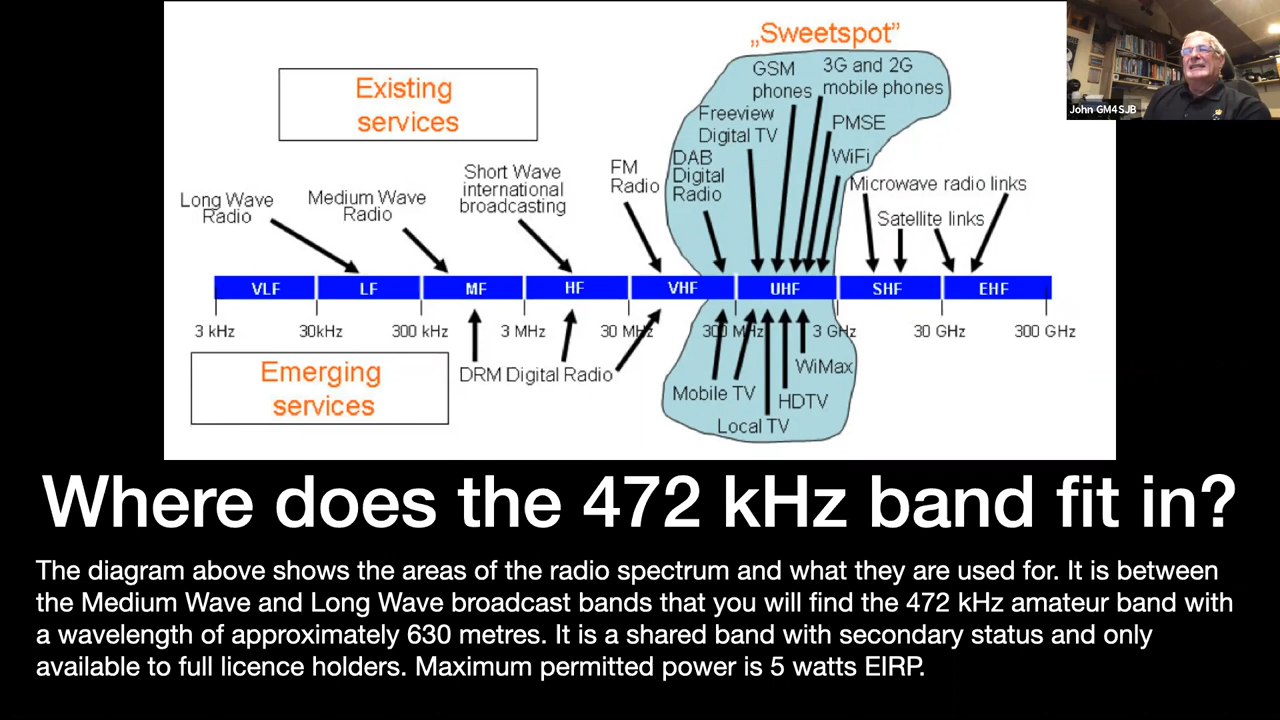 „Sweetspot”
Existing
services
GSM
phones
3G and 2G
mobile phones
Freeview
Digital TV
PMSE
DAB
Digital
Radio
WiFi
FM
Radio
Short Wave
international
broadcasting
Medium Wave
Radio
Long Wave
Radio
Microwave radio links
Satellite links
VLF LF MF HF VHF UHF SHF EHF
3 kHz 30kHz 300 kHz 3 MHz 30 MHz 300 MHz 3 GHz 30 GHz 300 GHz
Emerging
services
DRM Digital Radio
Mobile TV
Local TV
HDTV
WiMax
John GM4SJB
Where does the 472 kHz band fit in?
The diagram above shows the areas of the radio spectrum and what they are used for. It is between
the Medium Wave and Long Wave broadcast bands that you will find the 472 kHz amateur band with
a wavelength of approximately 630 metres. It is a shared band with secondary status and only
available to full licence holders. Maximum permitted power is 5 watts EIRP.